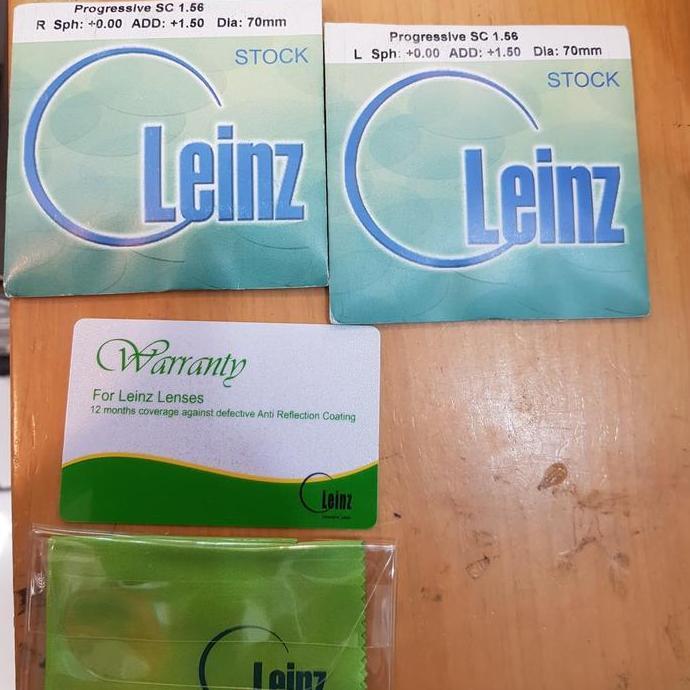 Progressive SC 1.56
R Sph: +0.00 ADD: +1.50 Dia: 70mm
STOCK
Leinz
Progressive SC 1.56
L Sph: +0.00 ADD: +1.50 Dia: 70mm
STOCK
Leinz
Warranty
For Leinz Lenses
12 months coverage against defective Anti Reflection Coating
Leinz
Leinz